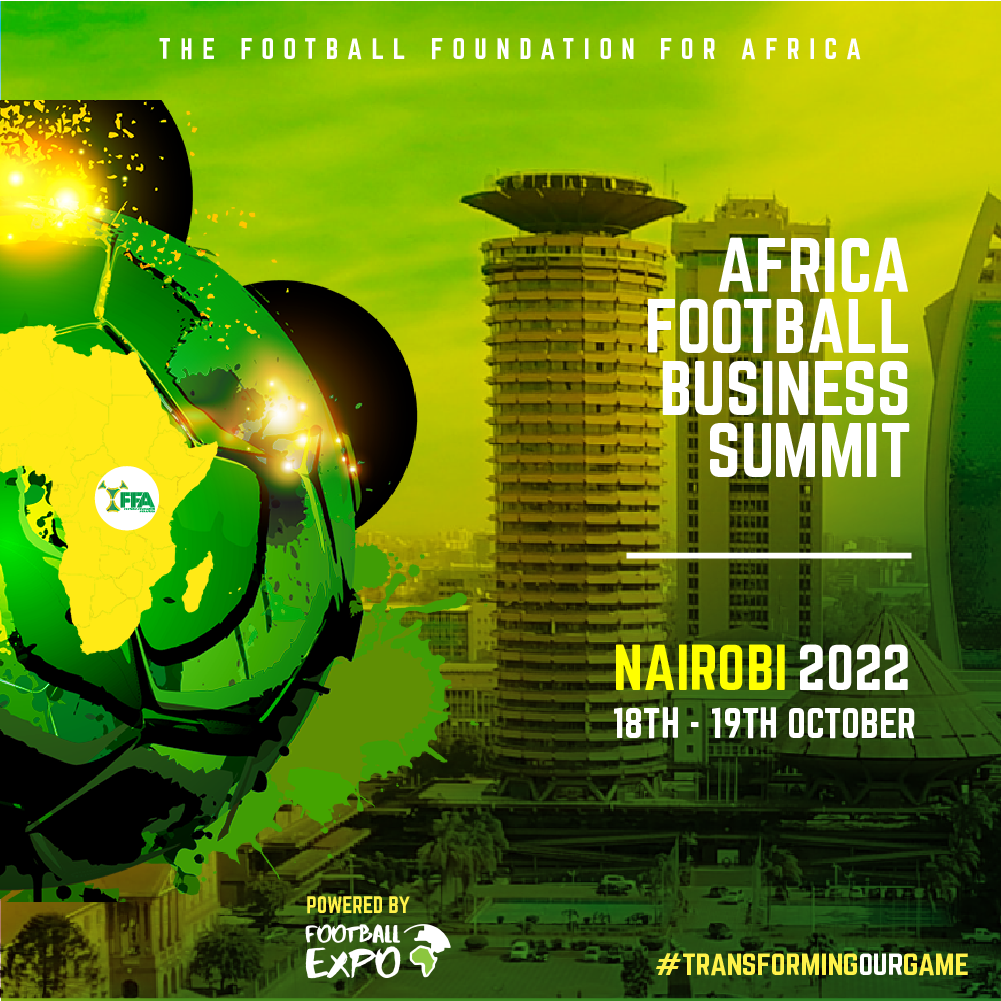 THE FOOTBALL FOUNDATION FOR AFRICA
AFRICA
FOOTBALL
BUSINESS
SUMMIT
FFA
NAIROBI 2022
18TH - 19TH OCTOBER
POWERED BY
FOOTBALL
EXPO
#TRANSFORMINGOURGAME